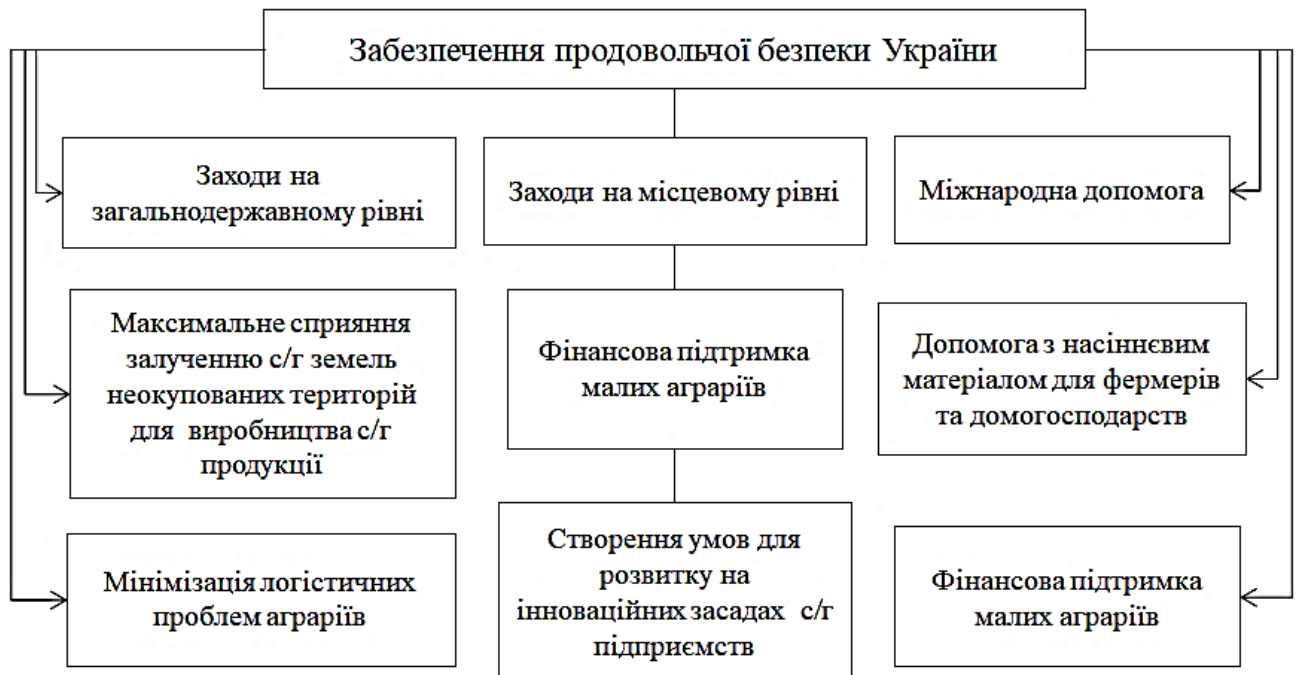 Забезпечення продовольчої безпеки України
Заходи на
загальнодержавному рівні
Заходи на місцевому рівні
Міжнародна допомога
Максимальне сприяння
залученню с/г земель
неокупованих територій
для виробництва с/г
продукції
Фінансова підтримка
малих аграріїв
Допомога з насіннєвим
матеріалом для фермерів
та домогосподарств
Мінімізація логістичних
проблем аграріїв
Створення умов для
розвитку на
інноваційних засадах с/г
підприємств
Фінансова підтримка
малих аграріїв